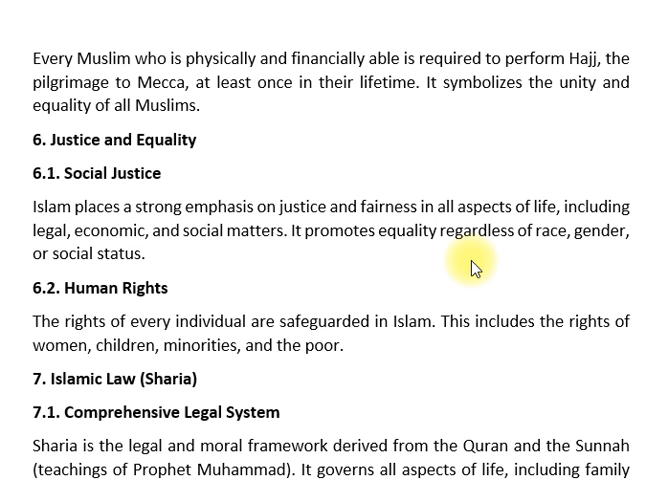 Every Muslim who is physically and financially able is required to perform Hajj, the
pilgrimage to Mecca, at least once in their lifetime. It symbolizes the unity and
equality of all Muslims.
6. Justice and Equality
6.1. Social Justice
Islam places a strong emphasis on justice and fairness in all aspects of life, including
legal, economic, and social matters. It promotes equality regardless of race, gender,
or social status.
6.2. Human Rights
The rights of every individual are safeguarded in Islam. This includes the rights of
women, children, minorities, and the poor.
7. Islamic Law (Sharia)
7.1. Comprehensive Legal System
Sharia is the legal and moral framework derived from the Quran and the Sunnah
(teachings of Prophet Muhammad). It governs all aspects of life, including family